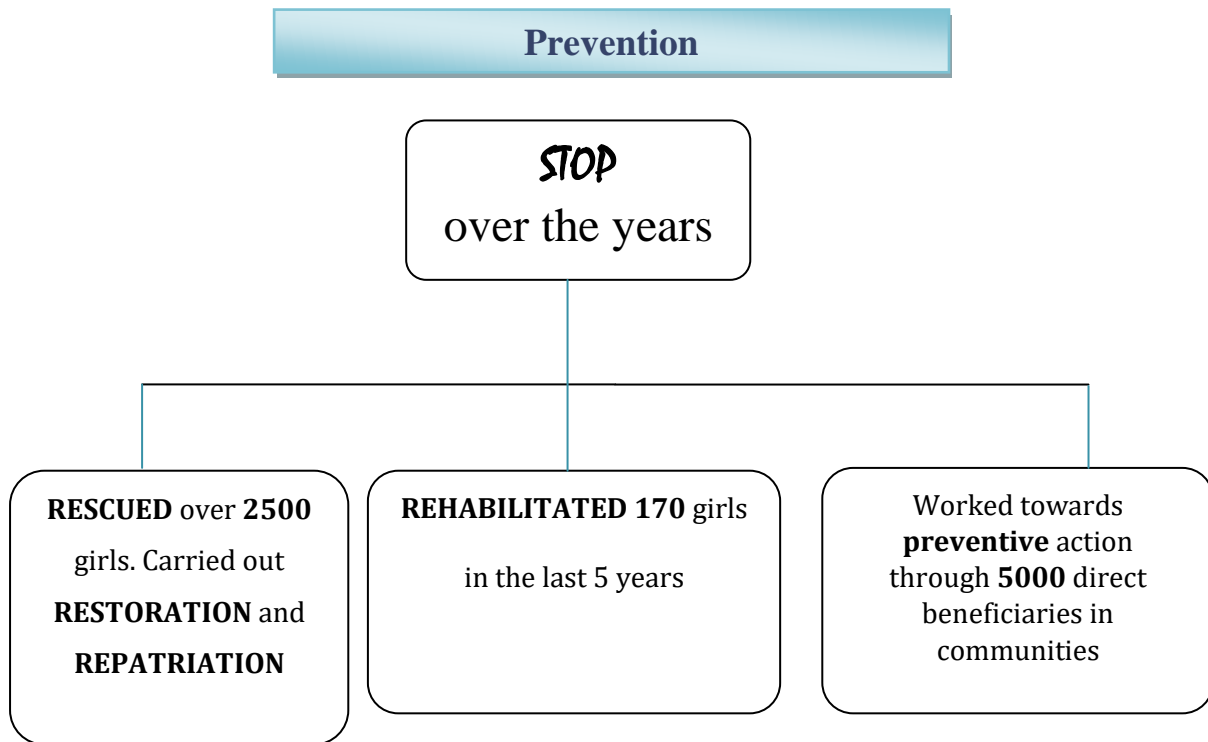 Prevention
STOP
over the years
RESCUED over 2500
girls. Carried out
RESTORATION and
REPATRIATION
REHABILITATED 170 girls
in the last 5 years
Worked towards
preventive action
through 5000 direct
beneficiaries in
communities